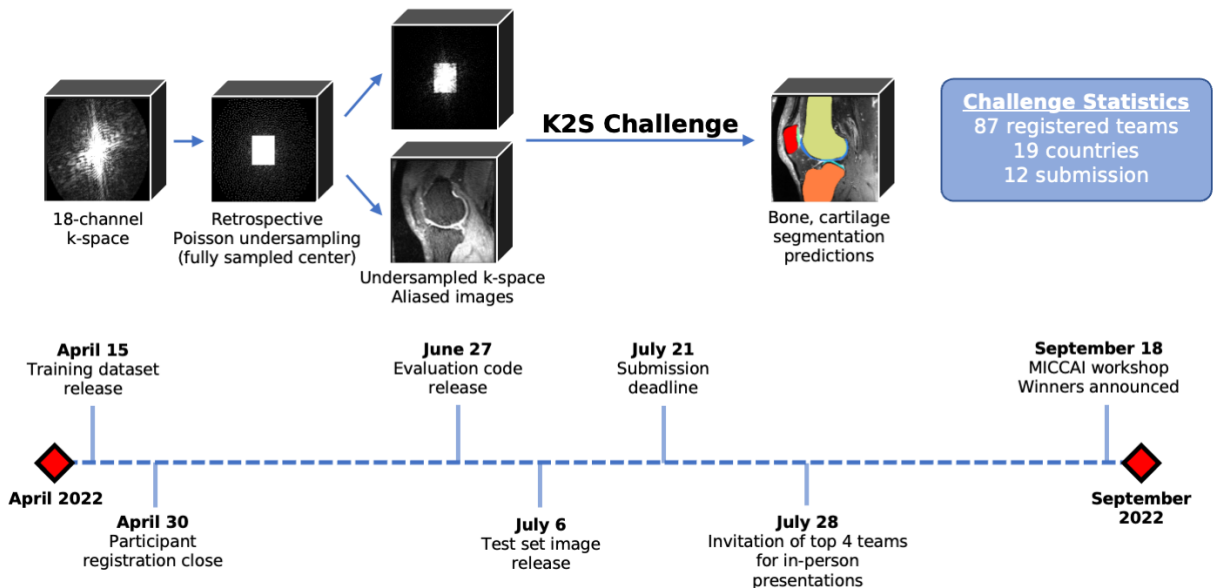 K2S Challenge
Challenge Statistics
87 registered teams
19 countries
12 submission
18-channel
k-space
Retrospective
Poisson undersampling
(fully sampled center)
Undersampled k-space
Aliased images
Bone, cartilage
segmentation
predictions
April 15
Training dataset
release
June 27
Evaluation code
release
July 21
Submission
deadline
September 18
MICCAI workshop
Winners announced
April 2022
September
2022
April 30
Participant
registration close
July 6
Test set image
release
July 28
Invitation of top 4 teams
for in-person
presentations